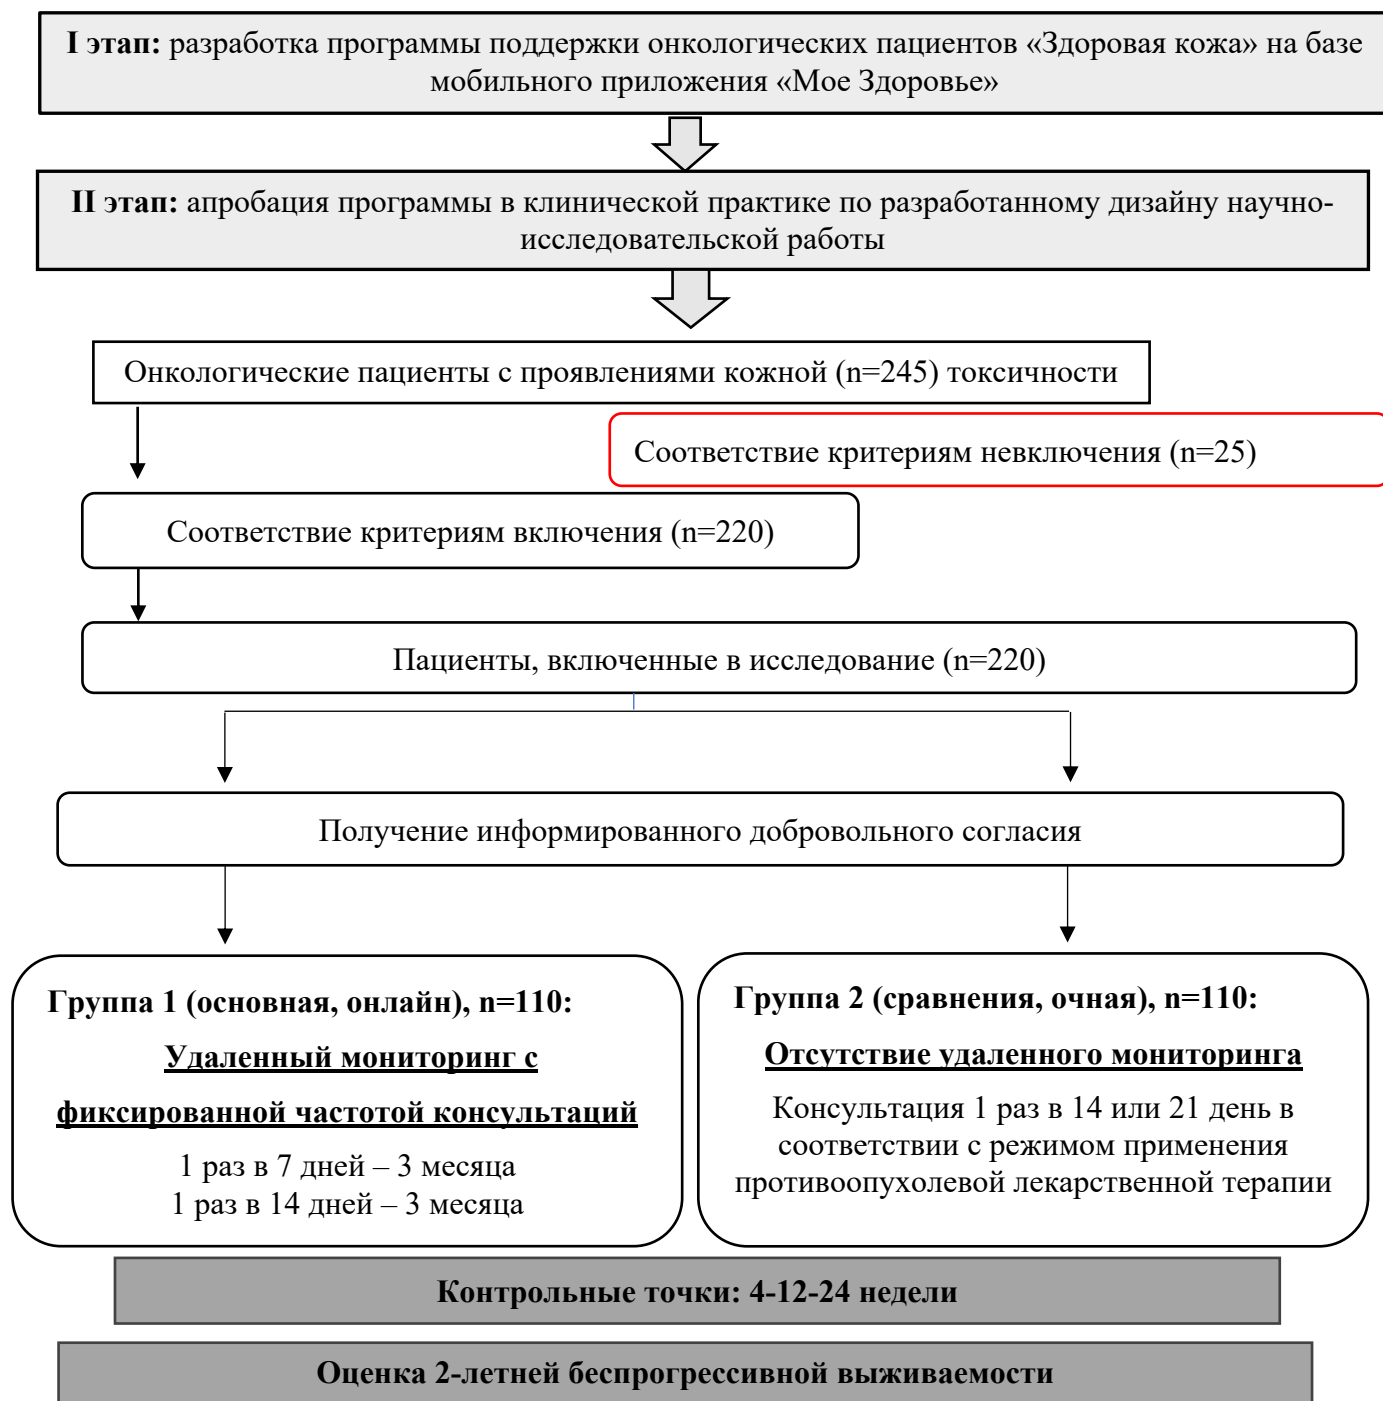 I этап: разработка программы поддержки онкологических пациентов «Здоровая кожа» на базе
мобильного приложения «Мое Здоровье»
II этап: апробация программы в клинической практике по разработанному дизайну научно-
исследовательской работы
Онкологические пациенты с проявлениями кожной (n=245) токсичности
Соответствие критериям невключения (n=25)
Соответствие критериям включения (n=220)
Пациенты, включенные в исследование (n=220)
Получение информированного добровольного согласия
Группа 1 (основная, онлайн), n=110:
Удаленный мониторинг с
фиксированной частотой консультаций
1 раз в 7 дней – 3 месяца
1 раз в 14 дней – 3 месяца
Группа 2 (сравнения, очная), n=110:
Отсутствие удаленного мониторинга
Консультация 1 раз в 14 или 21 день в
соответствии с режимом применения
противоопухолевой лекарственной терапии
Контрольные точки: 4-12-24 недели
Оценка 2-летней беспрогрессивной выживаемости